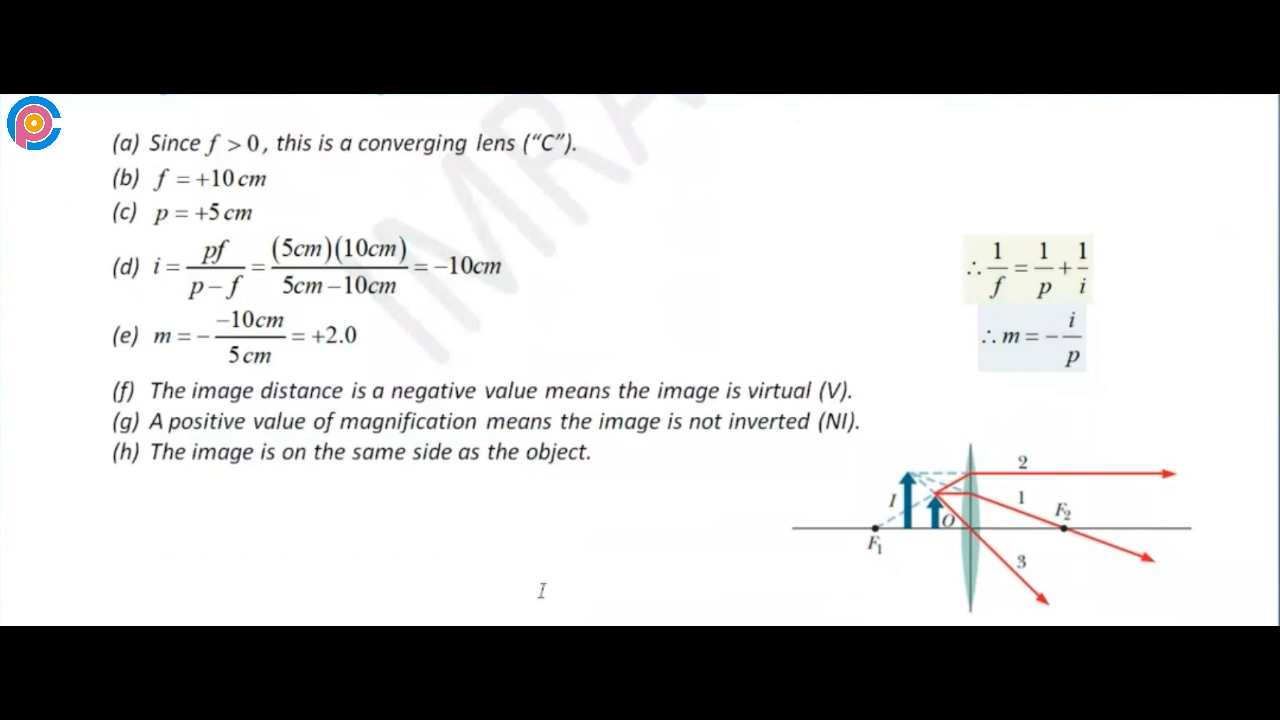 (a) Since f > 0, this is a converging lens ("C").
(b) f = +10 cm
(c) p = +5 cm
(d) i = pf/(p − f) = (5cm)(10cm)/(5cm − 10cm) = −10cm
∴ 1/f = 1/p + 1/i
(e) m = − (−10cm)/(5 cm) = +2.0
∴ m = − i/p
(f) The image distance is a negative value means the image is virtual (V).
(g) A positive value of magnification means the image is not inverted (NI).
(h) The image is on the same side as the object.
2
I
1
F₂
O
F₁
3
IMRA